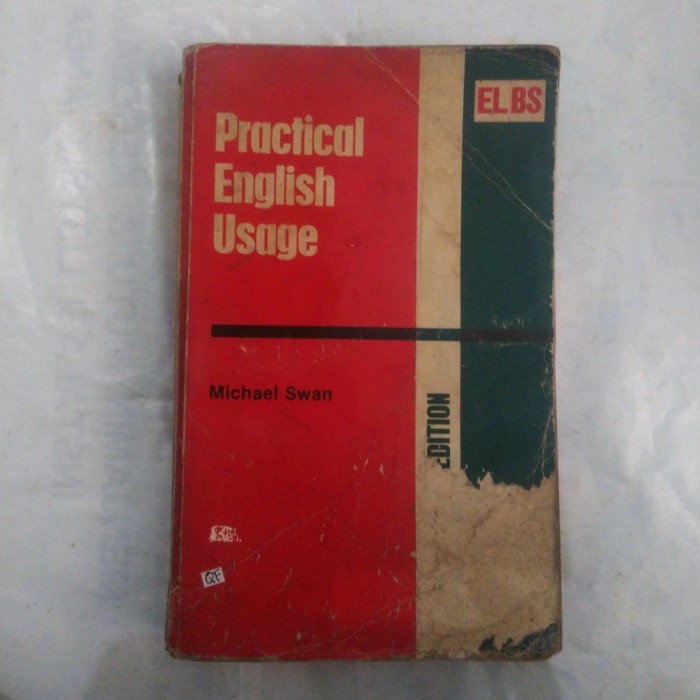 Practical
English
Usage
ELBS
Michael Swan
EDITION
QF